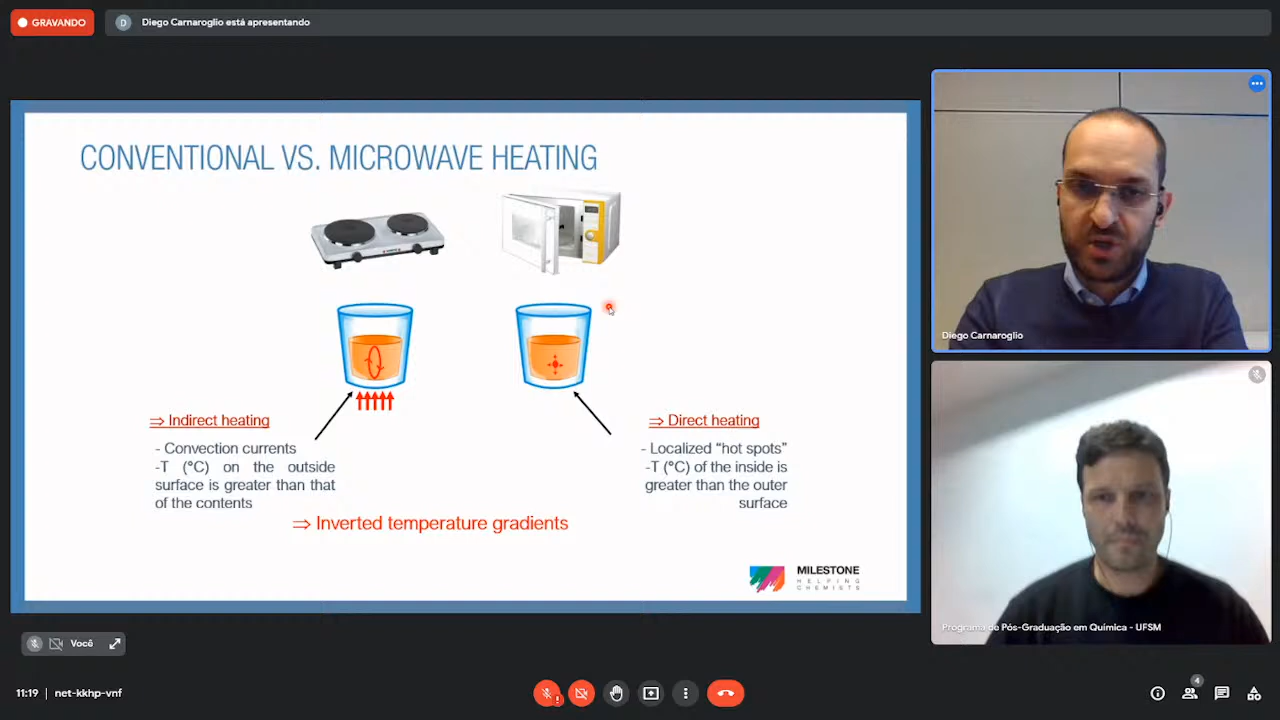 GRAVANDO
D
Diego Carnaroglio está apresentando
CONVENTIONAL VS. MICROWAVE HEATING
⇒ Indirect heating
- Convection currents
-T (°C) on the outside
surface is greater than that
of the contents
⇒ Direct heating
- Localized “hot spots”
-T (°C) of the inside is
greater than the outer
surface
⇒ Inverted temperature gradients
MILESTONE
HELPING
CHEMISTS
Diego Carnaroglio
Programa de Pós-Graduação em Química - UFSM
Você
11:19 | net-kkhp-vnf
4